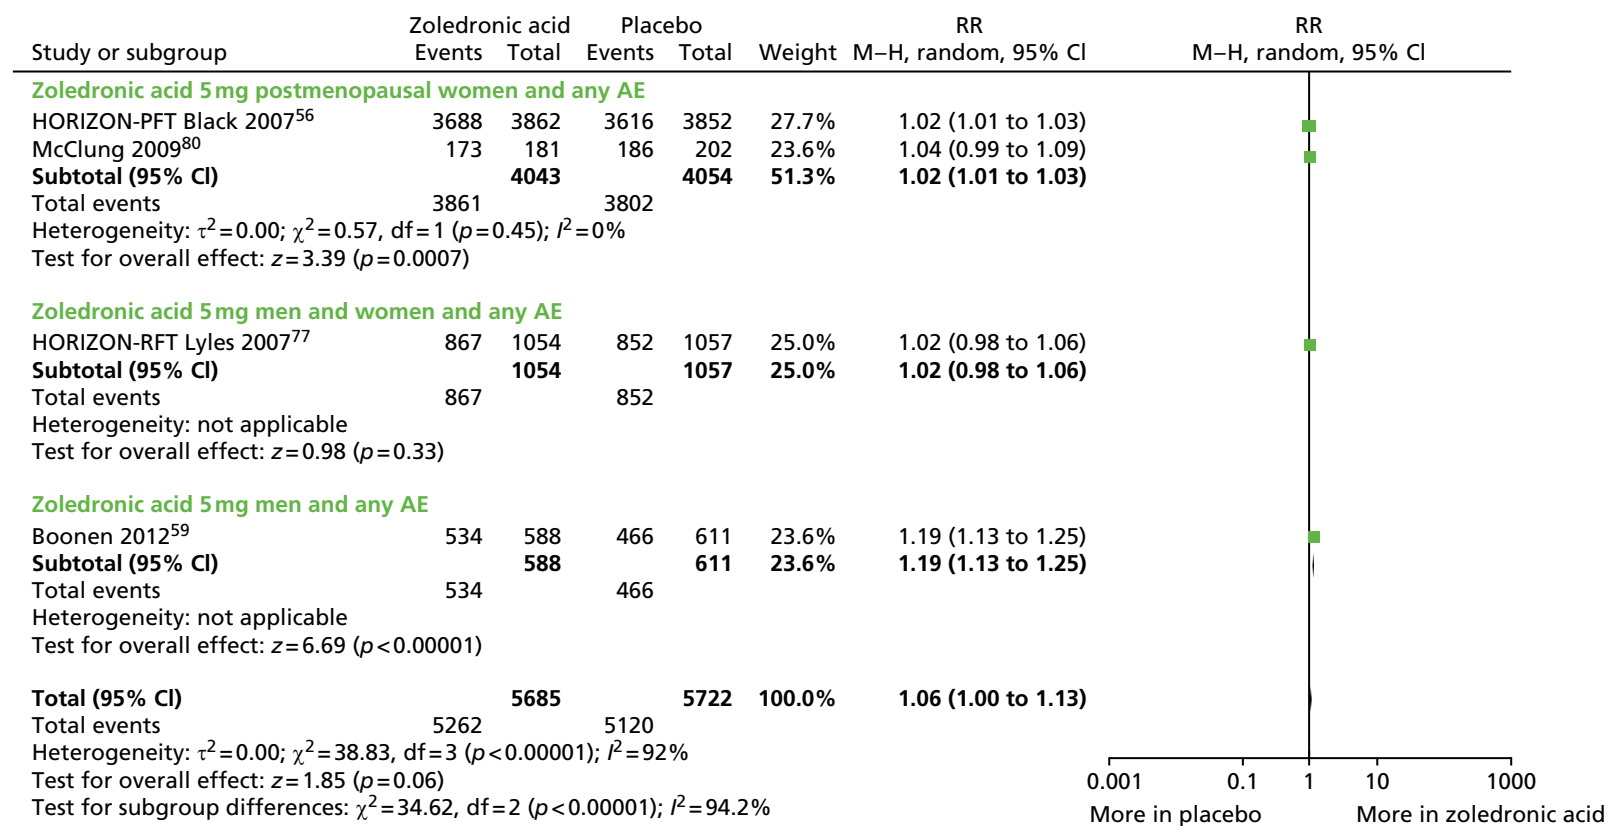 Zoledronic acid Placebo RR RR
Study or subgroup Events Total Events Total Weight M–H, random, 95% CI M–H, random, 95% CI
Zoledronic acid 5 mg postmenopausal women and any AE
HORIZON-PFT Black 2007⁵⁶ 3688 3862 3616 3852 27.7% 1.02 (1.01 to 1.03)
McClung 2009⁸⁰ 173 181 186 202 23.6% 1.04 (0.99 to 1.09)
Subtotal (95% CI) 4043 4054 51.3% 1.02 (1.01 to 1.03)
Total events 3861 3802
Heterogeneity: τ²=0.00; χ²=0.57, df=1 (p=0.45); I²=0%
Test for overall effect: z=3.39 (p=0.0007)
Zoledronic acid 5 mg men and women and any AE
HORIZON-RFT Lyles 2007⁷⁷ 867 1054 852 1057 25.0% 1.02 (0.98 to 1.06)
Subtotal (95% CI) 1054 1057 25.0% 1.02 (0.98 to 1.06)
Total events 867 852
Heterogeneity: not applicable
Test for overall effect: z=0.98 (p=0.33)
Zoledronic acid 5 mg men and any AE
Boonen 2012⁵⁹ 534 588 466 611 23.6% 1.19 (1.13 to 1.25)
Subtotal (95% CI) 588 611 23.6% 1.19 (1.13 to 1.25)
Total events 534 466
Heterogeneity: not applicable
Test for overall effect: z=6.69 (p<0.00001)
Total (95% CI) 5685 5722 100.0% 1.06 (1.00 to 1.13)
Total events 5262 5120
Heterogeneity: τ²=0.00; χ²=38.83, df=3 (p<0.00001); I²=92%
Test for overall effect: z=1.85 (p=0.06)
Test for subgroup differences: χ²=34.62, df=2 (p<0.00001); I²=94.2%
0.001 0.1 1 10 1000
More in placebo More in zoledronic acid